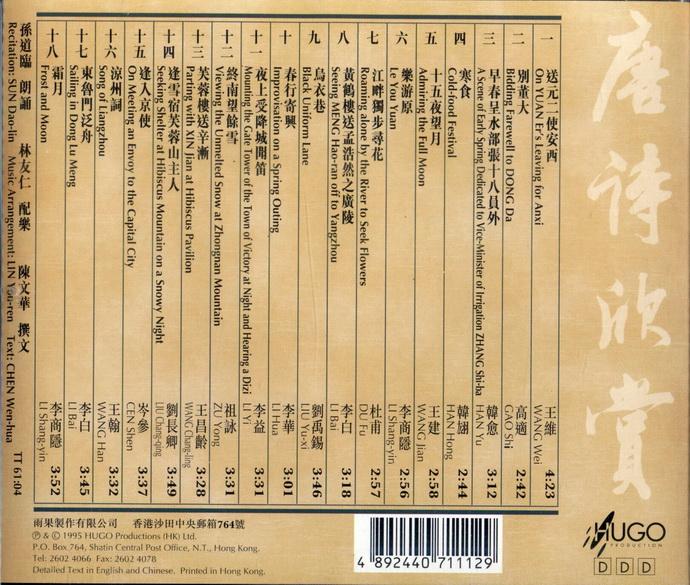 唐詩欣賞
一 送元二使安西 王維 4:23
On YUAN Er's Leaving for Anxi WANG Wei
二 別董大 高適 2:42
Bidding Farewell to DONG Da GAO Shi
三 早春呈水部張十八員外 韓愈 3:12
A Scene of Early Spring Dedicated to Vice-Minister of Irrigation ZHANG Shi-ba HAN Yu
四 寒食 韓翃 2:44
Cold-Food Festival HAN Hong
五 十五夜望月 王建 2:58
Admiring the Full Moon WANG Jian
六 樂游原 李商隱 2:56
Le You Yuan LI Shang-yin
七 江畔獨步尋花 杜甫 2:57
Roaming alone by the River to Seek Flowers DU Fu
八 黃鶴樓送孟浩然之廣陵 李白 3:18
Seeing MENG Hao-ran off to Yangzhou LI Bai
九 烏衣巷 劉禹錫 3:46
Black Uniform Lane LIU Yu-xi
十 春行寄興 李華 3:01
Improvisation on a Spring Outing LI Hua
十一 夜上受降城聞笛 李益 3:31
Mounting the Gate Tower of the Town of Victory at Night and Hearing a Dizi LI Yi
十二 終南望餘雪 祖詠 3:31
Viewing the Unmelted Snow at Zhongnan Mountain ZU Yong
十三 芙蓉樓送辛漸 王昌齡 3:28
Parting with XIN Jian at Hibiscus Pavilion WANG Chang-ling
十四 逢雪宿芙蓉山主人 劉長卿 3:49
Seeking Shelter at Hibiscus Mountain on a Snowy Night LIU Chang-qing
十五 逢入京使 岑參 3:37
On Meeting an Envoy to the Capital City CEN Shen
十六 涼州詞 王翰 3:32
Song of Liangzhou WANG Han
十七 東魯門泛舟 李白 3:45
Sailing in Dong Lu Meng LI Bai
十八 霜月 李商隱 3:52
Frost and Moon LI Shang-yin
孫道臨 朗誦 林友仁 配樂 陳文華 撰文
Recitation: SUN Dao-lin Music Arrangement: LIN You-ren Text: CHEN Wen-hua TT 61:04
雨果製作有限公司 香港沙田中央郵箱764號
Ⓟ & © 1995 HUGO Productions (HK) Ltd.
P.O. Box 764, Shatin Central Post Office, N.T., Hong Kong.
Tel: 2602 4066 Fax: 2602 4078
Detailed Text in English and Chinese. Printed in Hong Kong.
4 892440 711129
HUGO
PRODUCTION
D D D